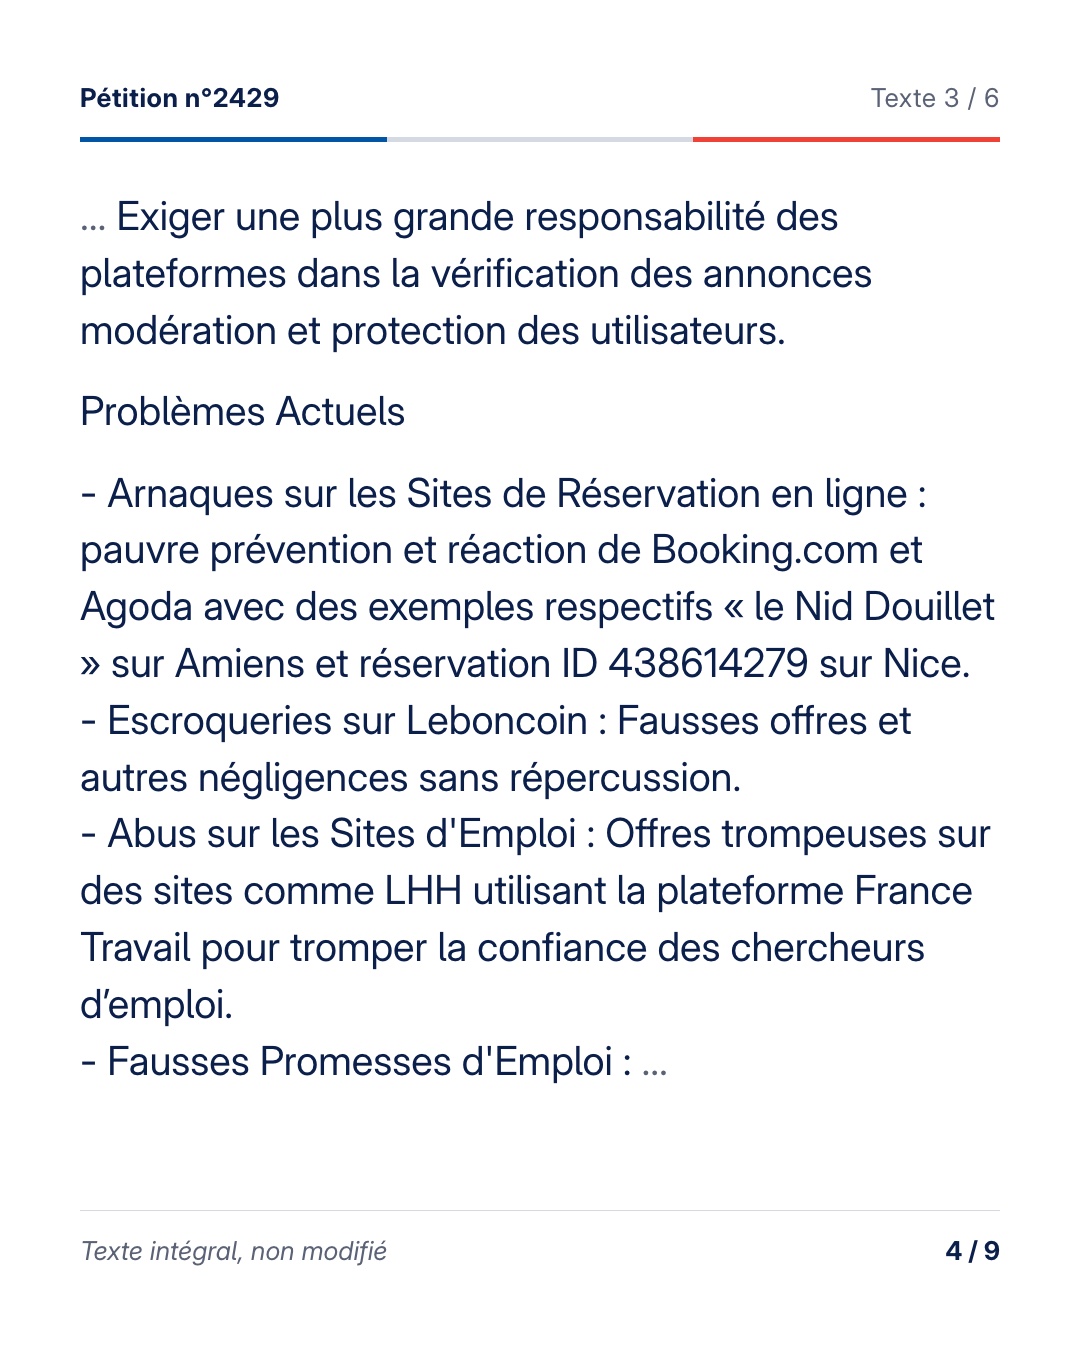 Pétition n°2429
Texte 3 / 6
... Exiger une plus grande responsabilité des
plateformes dans la vérification des annonces
modération et protection des utilisateurs.
Problèmes Actuels
- Arnaques sur les Sites de Réservation en ligne :
pauvre prévention et réaction de Booking.com et
Agoda avec des exemples respectifs « le Nid Douillet
» sur Amiens et réservation ID 438614279 sur Nice.
- Escroqueries sur Leboncoin : Fausses offres et
autres négligences sans répercussion.
- Abus sur les Sites d'Emploi : Offres trompeuses sur
des sites comme LHH utilisant la plateforme France
Travail pour tromper la confiance des chercheurs
d’emploi.
- Fausses Promesses d'Emploi : ...
Texte intégral, non modifié
4 / 9